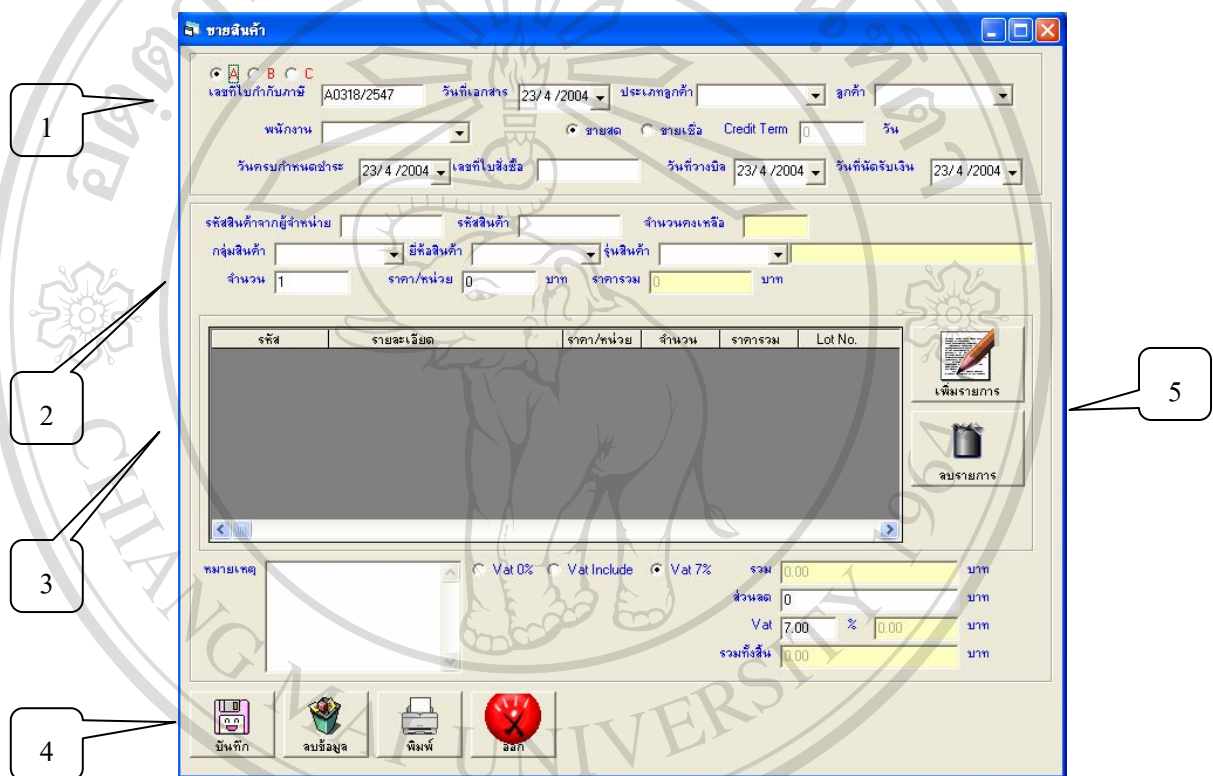 ขายสินค้า
A B C
เลขที่ใบกำกับภาษี A0318/2547 วันที่เอกสาร 23/ 4 /2004 ประเภทลูกค้า ลูกค้า
1
พนักงาน ขายสด ขายเชื่อ Credit Term 0 วัน
วันครบกำหนดชำระ 23/ 4 /2004 เลขที่ใบสั่งซื้อ วันที่วางบิล 23/ 4 /2004 วันที่นัดรับเงิน 23/ 4 /2004
รหัสสินค้าจากผู้จำหน่าย รหัสสินค้า จำนวนคงเหลือ
กลุ่มสินค้า ยี่ห้อสินค้า รุ่นสินค้า
จำนวน 1 ราคา/หน่วย 0 บาท ราคารวม 0 บาท
รหัส รายละเอียด ราคา/หน่วย จำนวน ราคารวม Lot No.
เพิ่มรายการ
5
2
ลบรายการ
3
หมายเหตุ Vat 0% Vat Include Vat 7% รวม 0.00 บาท
ส่วนลด 0 บาท
Vat 7.00 % 0.00 บาท
รวมทั้งสิ้น 0.00 บาท
4
บันทึก ลบข้อมูล พิมพ์ ออก
CHIANG MAI UNIVERSITY 1964